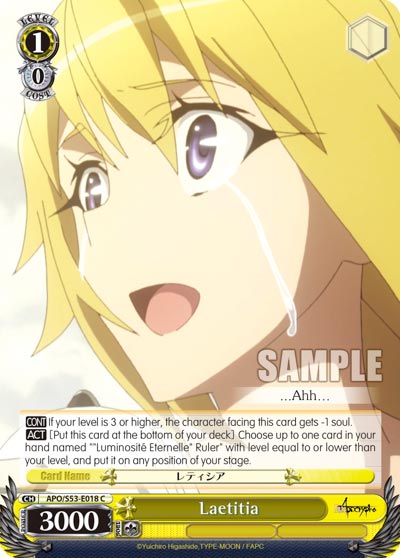 LEVEL
1
0
COST
SAMPLE
...Ahh...
CONT If your level is 3 or higher, the character facing this card gets -1 soul.
ACT [Put this card at the bottom of your deck] Choose up to one card in your
hand named ""Luminosité Eternelle" Ruler" with level equal to or lower than
your level, and put it on any position of your stage.
Card Name レティシア
CH APO/S53-E018 C
POWER 3000 SOUL Laetitia Apocrypha
©Yuichiro Higashide,TYPE-MOON / FAPC